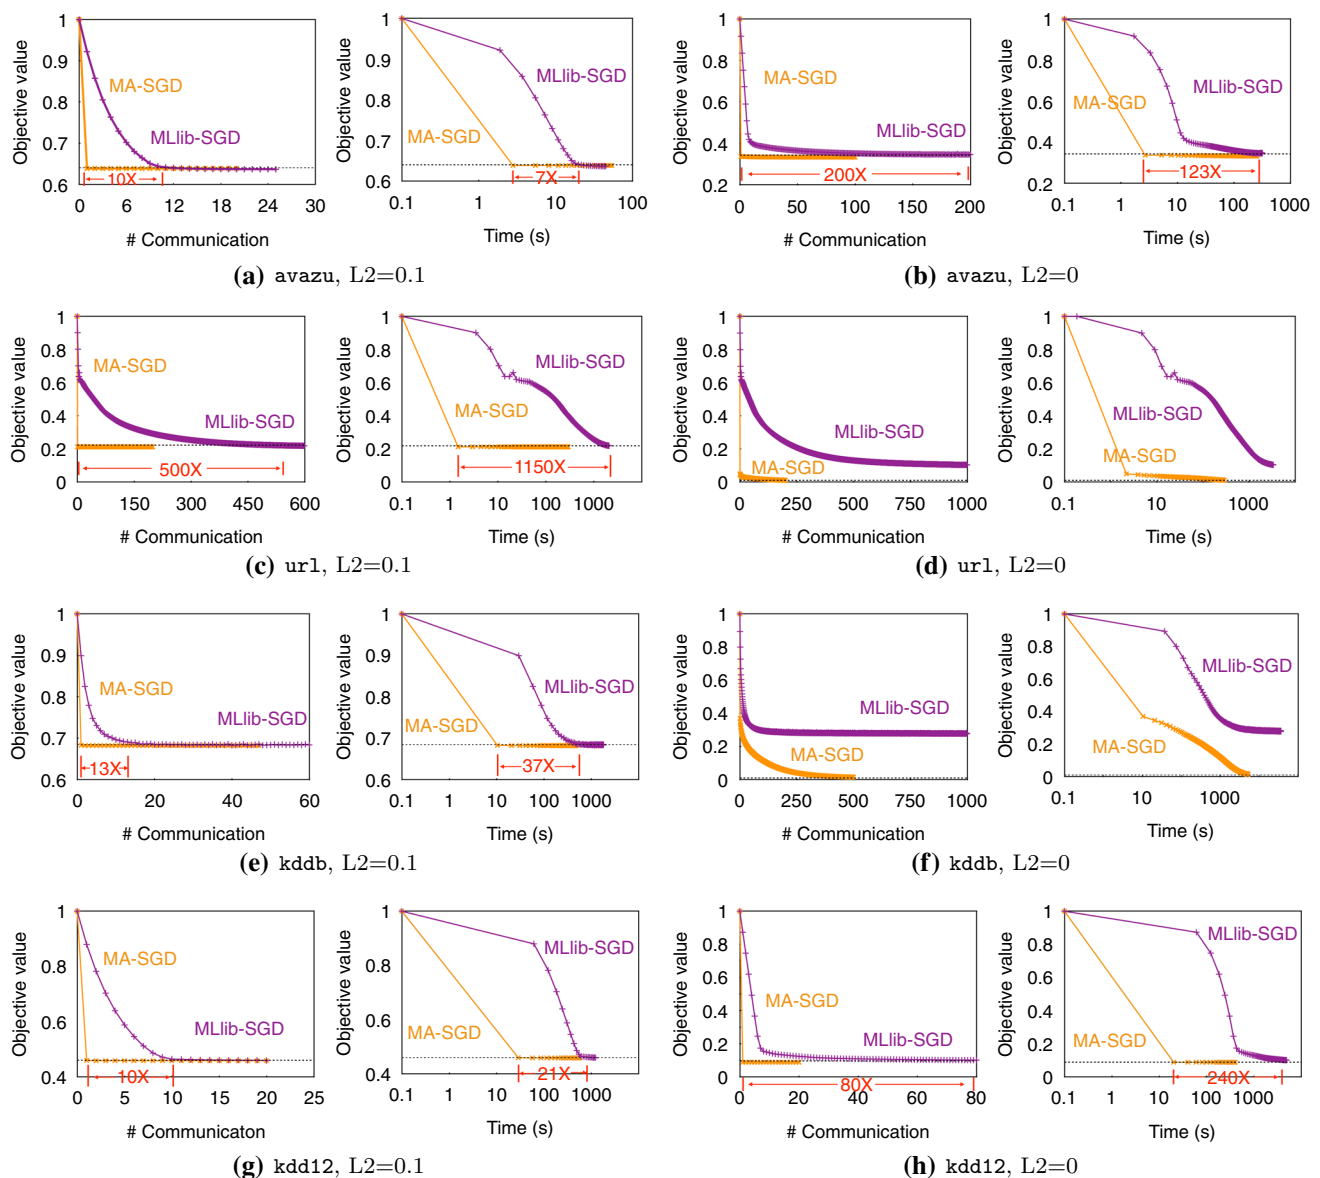 Objective value
1
0.9
0.8
0.7
0.6
MA-SGD
MLlib-SGD
10X
0 6 12 18 24 30
# Communication
Objective value
1
0.9
0.8
0.7
0.6
MLlib-SGD
MA-SGD
7X
0.1 1 10 100
Time (s)
(a) avazu, L2=0.1
Objective value
1
0.8
0.6
0.4
0.2
MA-SGD
MLlib-SGD
200X
0 50 100 150 200
# Communication
Objective value
1
0.8
0.6
0.4
0.2
MA-SGD
MLlib-SGD
123X
0.1 1 10 100 1000
Time (s)
(b) avazu, L2=0
Objective value
1
0.8
0.6
0.4
0.2
0
MA-SGD
MLlib-SGD
500X
0 150 300 450 600
# Communication
Objective value
1
0.8
0.6
0.4
0.2
0
MLlib-SGD
MA-SGD
1150X
0.1 1 10 100 1000
Time (s)
(c) url, L2=0.1
Objective value
1
0.8
0.6
0.4
0.2
0
MLlib-SGD
MA-SGD
0 250 500 750 1000
# Communication
Objective value
1
0.8
0.6
0.4
0.2
0
MLlib-SGD
MA-SGD
0.1 10 1000
Time (s)
(d) url, L2=0
Objective value
1
0.9
0.8
0.7
0.6
MA-SGD
MLlib-SGD
13X
0 20 40 60
# Communication
Objective value
1
0.9
0.8
0.7
0.6
MLlib-SGD
MA-SGD
37X
0.1 1 10 100 1000
Time (s)
(e) kddb, L2=0.1
Objective value
1
0.8
0.6
0.4
0.2
0
MLlib-SGD
MA-SGD
0 250 500 750 1000
# Communication
Objective value
1
0.8
0.6
0.4
0.2
0
MLlib-SGD
MA-SGD
0.1 10 1000
Time (s)
(f) kddb, L2=0
Objective value
1
0.8
0.6
0.4
MA-SGD
MLlib-SGD
10X
0 5 10 15 20 25
# Communicaton
Objective value
1
0.8
0.6
0.4
MLlib-SGD
MA-SGD
21X
0.1 1 10 100 1000
Time (s)
(g) kdd12, L2=0.1
Objective value
1
0.8
0.6
0.4
0.2
0
MA-SGD
MLlib-SGD
80X
0 20 40 60 80
# Communication
Objective value
1
0.8
0.6
0.4
0.2
0
MLlib-SGD
MA-SGD
240X
0.1 1 10 100 1000
Time (s)
(h) kdd12, L2=0